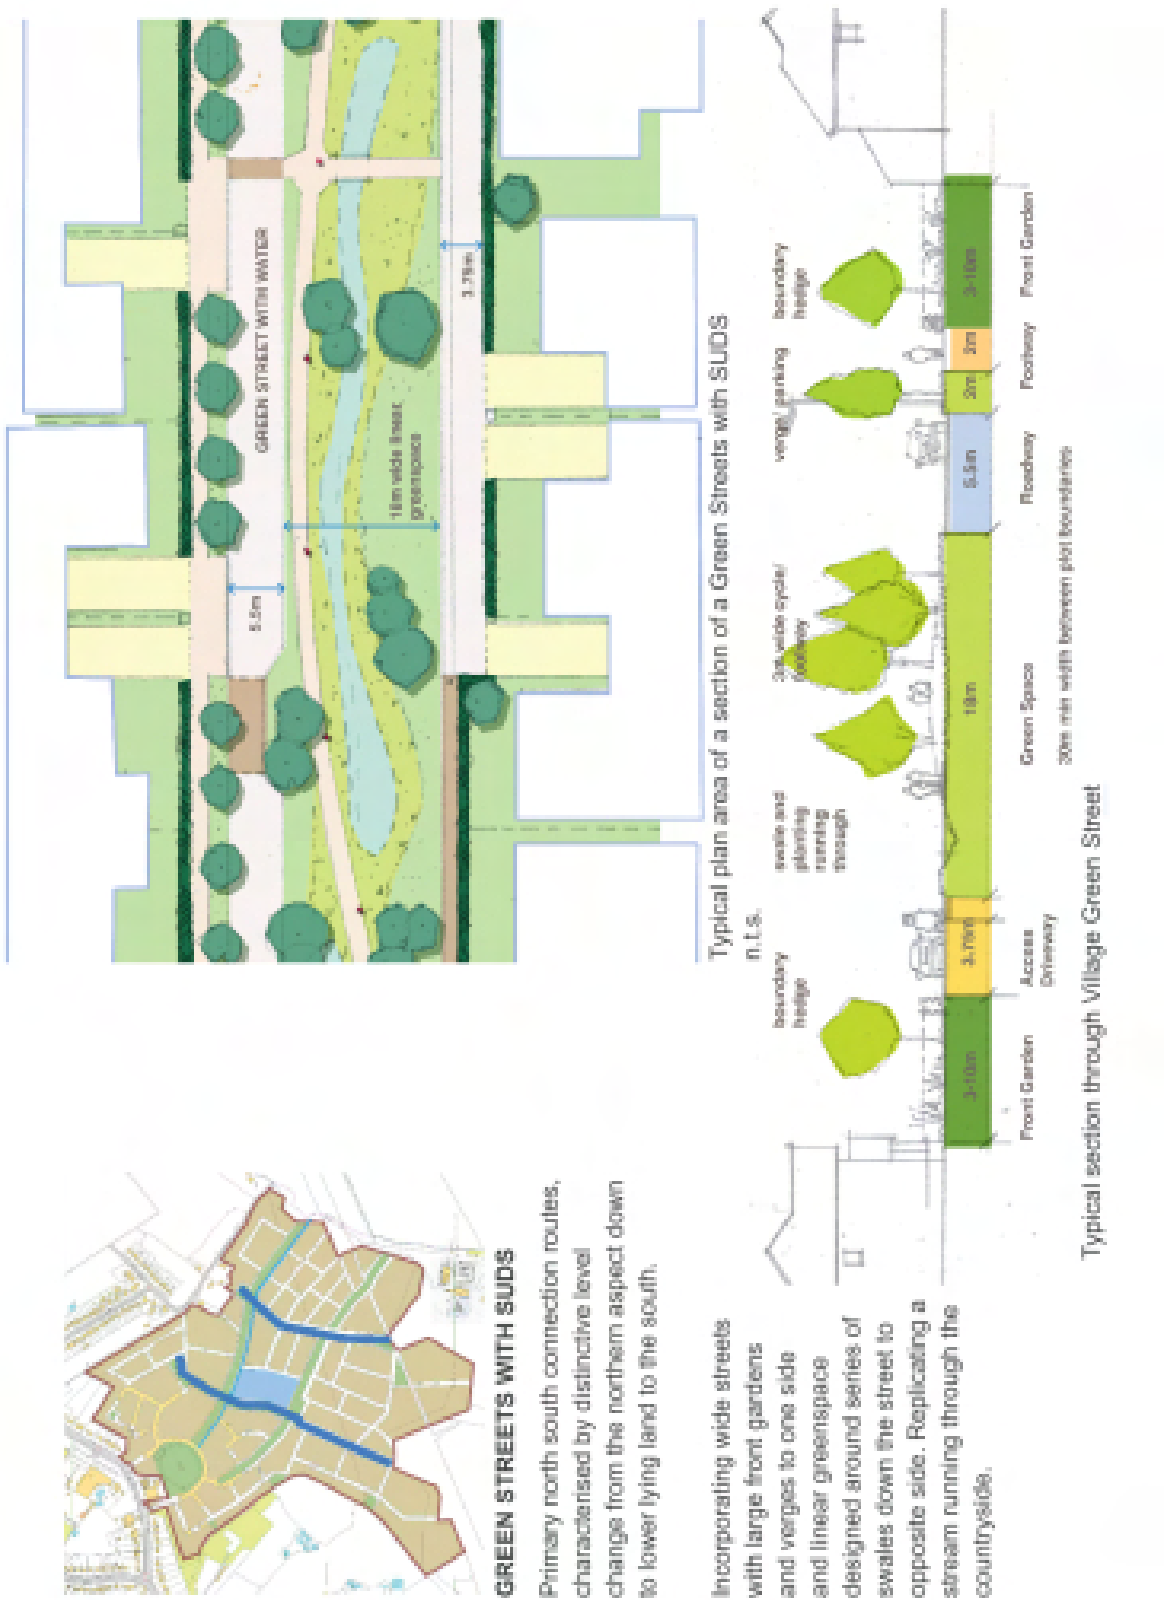 GREEN STREETS WITH SUDS
Primary north south connection routes,
characterised by distinctive level
change from the northern aspect down
to lower lying land to the south.
Incorporating wide streets
with large front gardens
and verges to one side
and linear greenspace
designed around series of
swales down the street to
opposite side. Replicating a
stream running through the
countryside.
GREEN STREET WITH WATER
5.5m
18m wide linear
greenspace
3.75m
Typical plan area of a section of a Green Streets with SUDS
n.t.s.
boundary
hedge
swale and
planting
running
through
wide cycle/
verge/ parking
boundary
hedge
3-10m
3.75m
18m
5.5m
2m
2m
3-10m
Front Garden
Access
Driveway
Green Space
Roadway
Footway
Front Garden
30m min width between plot boundaries
Typical section through Village Green Street